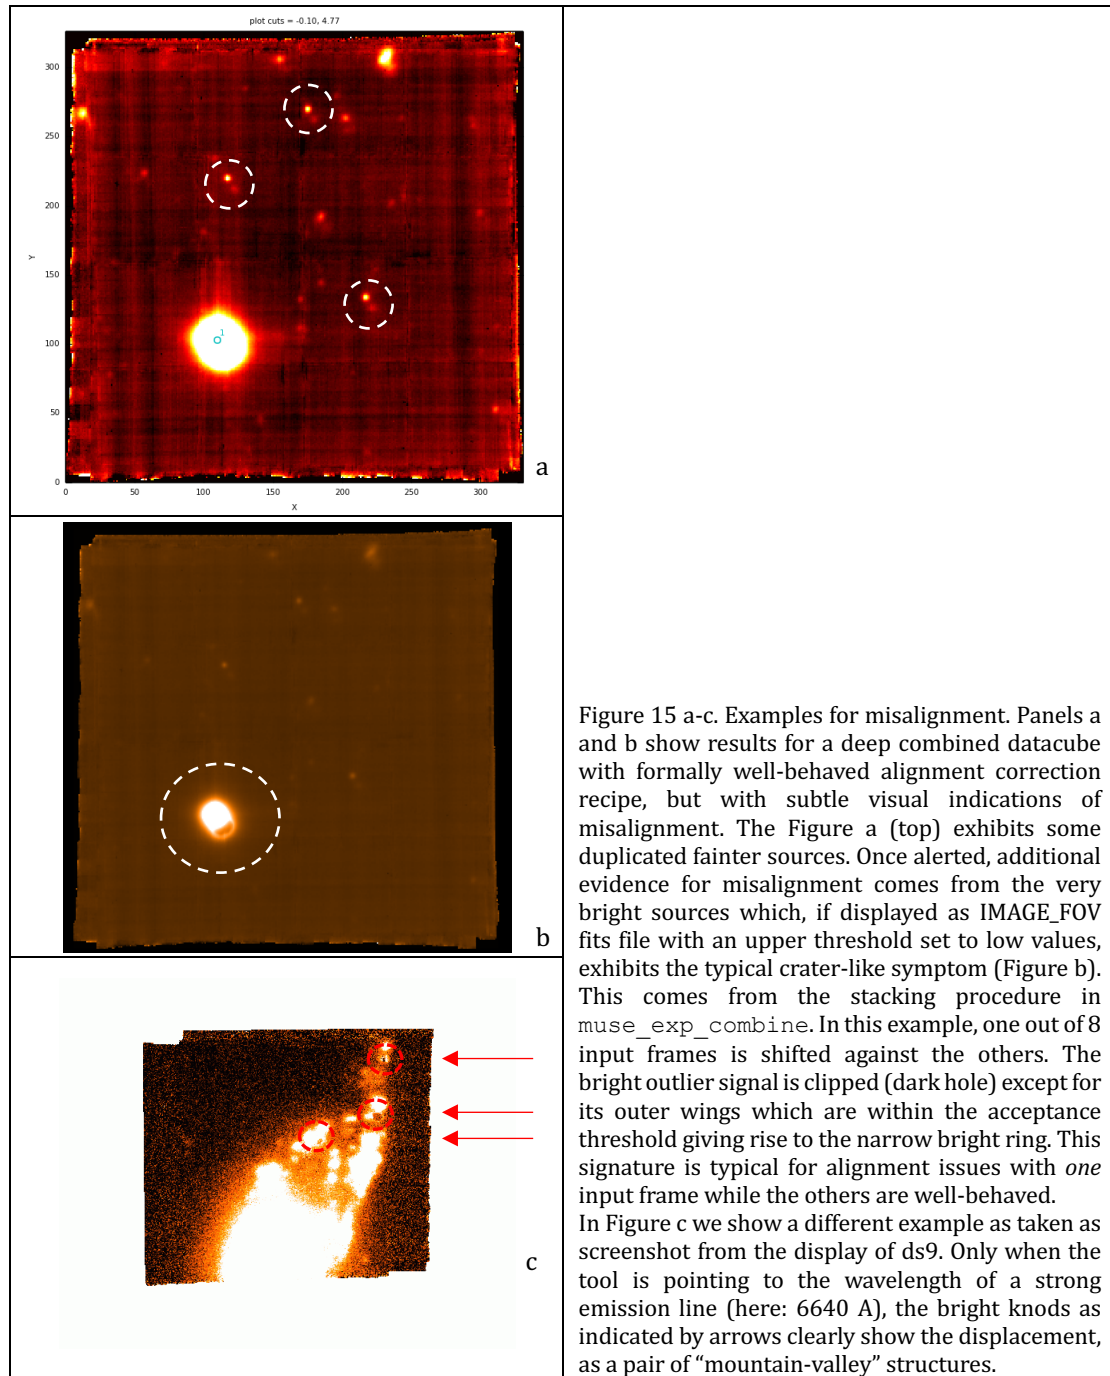 plot cuts = -0.10, 4.77
300
250
200
150
100
50
0
Y
1
0
50
100
150
200
250
300
X
a
b
c
Figure 15 a-c. Examples for misalignment. Panels a
and b show results for a deep combined datacube
with formally well-behaved alignment correction
recipe, but with subtle visual indications of
misalignment. The Figure a (top) exhibits some
duplicated fainter sources. Once alerted, additional
evidence for misalignment comes from the very
bright sources which, if displayed as IMAGE_FOV
fits file with an upper threshold set to low values,
exhibits the typical crater-like symptom (Figure b).
This comes from the stacking procedure in
muse_exp_combine. In this example, one out of 8
input frames is shifted against the others. The
bright outlier signal is clipped (dark hole) except for
its outer wings which are within the acceptance
threshold giving rise to the narrow bright ring. This
signature is typical for alignment issues with one
input frame while the others are well-behaved.
In Figure c we show a different example as taken as
screenshot from the display of ds9. Only when the
tool is pointing to the wavelength of a strong
emission line (here: 6640 A), the bright knods as
indicated by arrows clearly show the displacement,
as a pair of “mountain-valley” structures.